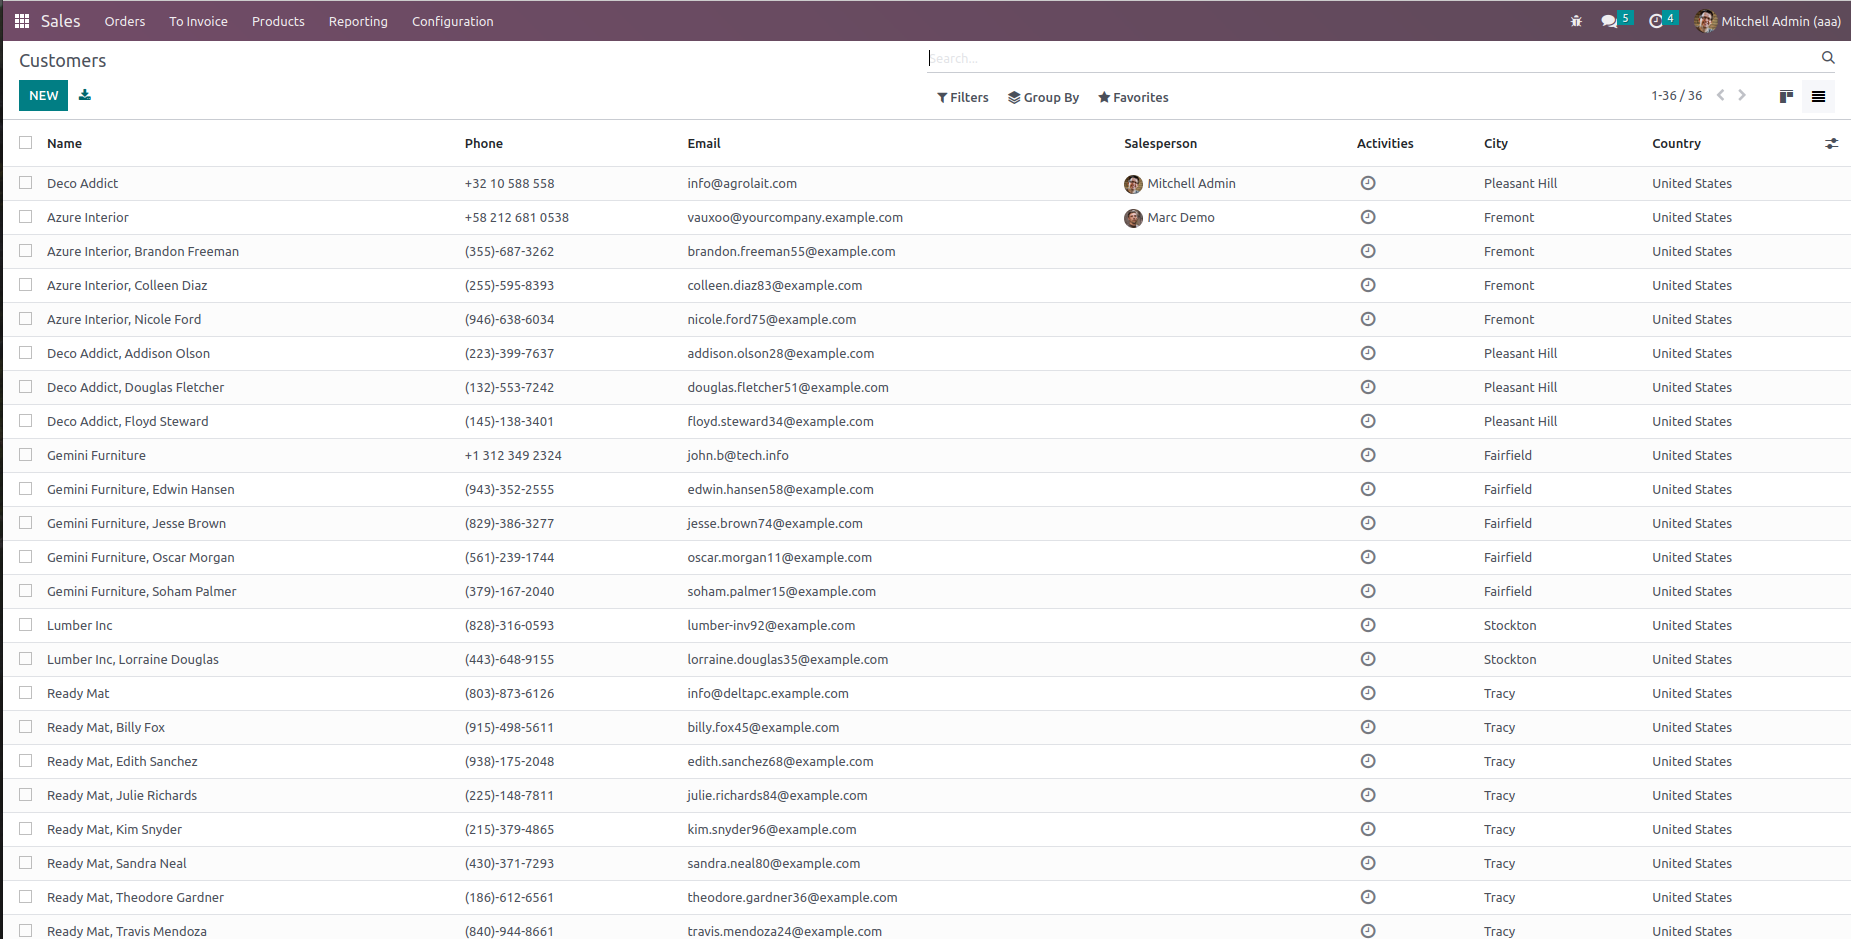 Sales Orders To Invoice Products Reporting Configuration 5 4 Mitchell Admin (aaa)
Customers Search...
NEW Filters Group By Favorites 1-36 / 36
Name Phone Email Salesperson Activities City Country
Deco Addict +32 10 588 558 info@agrolait.com Mitchell Admin Pleasant Hill United States
Azure Interior +58 212 681 0538 vauxoo@yourcompany.example.com Marc Demo Fremont United States
Azure Interior, Brandon Freeman (355)-687-3262 brandon.freeman55@example.com Fremont United States
Azure Interior, Colleen Diaz (255)-595-8393 colleen.diaz83@example.com Fremont United States
Azure Interior, Nicole Ford (946)-638-6034 nicole.ford75@example.com Fremont United States
Deco Addict, Addison Olson (223)-399-7637 addison.olson28@example.com Pleasant Hill United States
Deco Addict, Douglas Fletcher (132)-553-7242 douglas.fletcher51@example.com Pleasant Hill United States
Deco Addict, Floyd Steward (145)-138-3401 floyd.steward34@example.com Pleasant Hill United States
Gemini Furniture +1 312 349 2324 john.b@tech.info Fairfield United States
Gemini Furniture, Edwin Hansen (943)-352-2555 edwin.hansen58@example.com Fairfield United States
Gemini Furniture, Jesse Brown (829)-386-3277 jesse.brown74@example.com Fairfield United States
Gemini Furniture, Oscar Morgan (561)-239-1744 oscar.morgan11@example.com Fairfield United States
Gemini Furniture, Soham Palmer (379)-167-2040 soham.palmer15@example.com Fairfield United States
Lumber Inc (828)-316-0593 lumber-inv92@example.com Stockton United States
Lumber Inc, Lorraine Douglas (443)-648-9155 lorraine.douglas35@example.com Stockton United States
Ready Mat (803)-873-6126 info@deltapc.example.com Tracy United States
Ready Mat, Billy Fox (915)-498-5611 billy.fox45@example.com Tracy United States
Ready Mat, Edith Sanchez (938)-175-2048 edith.sanchez68@example.com Tracy United States
Ready Mat, Julie Richards (225)-148-7811 julie.richards84@example.com Tracy United States
Ready Mat, Kim Snyder (215)-379-4865 kim.snyder96@example.com Tracy United States
Ready Mat, Sandra Neal (430)-371-7293 sandra.neal80@example.com Tracy United States
Ready Mat, Theodore Gardner (186)-612-6561 theodore.gardner36@example.com Tracy United States
Ready Mat, Travis Mendoza (840)-944-8661 travis.mendoza24@example.com Tracy United States